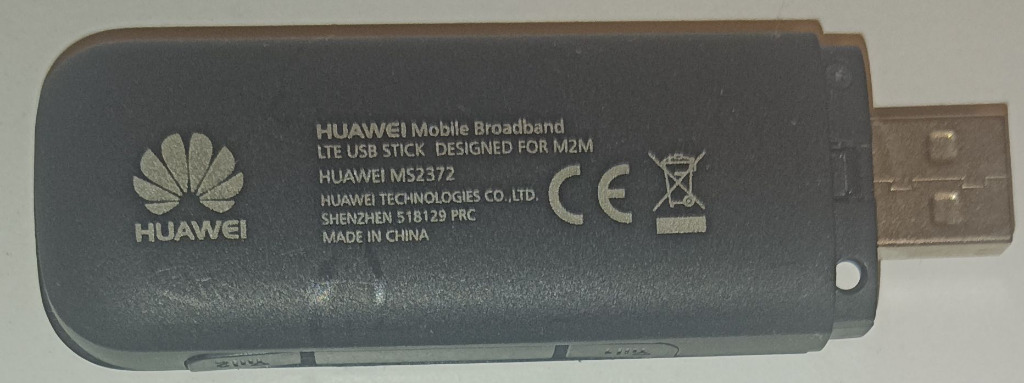 HUAWEI
HUAWEI Mobile Broadband
LTE USB STICK DESIGNED FOR M2M
HUAWEI MS2372
HUAWEI TECHNOLOGIES CO.,LTD.
SHENZHEN 518129 PRC
MADE IN CHINA
CE